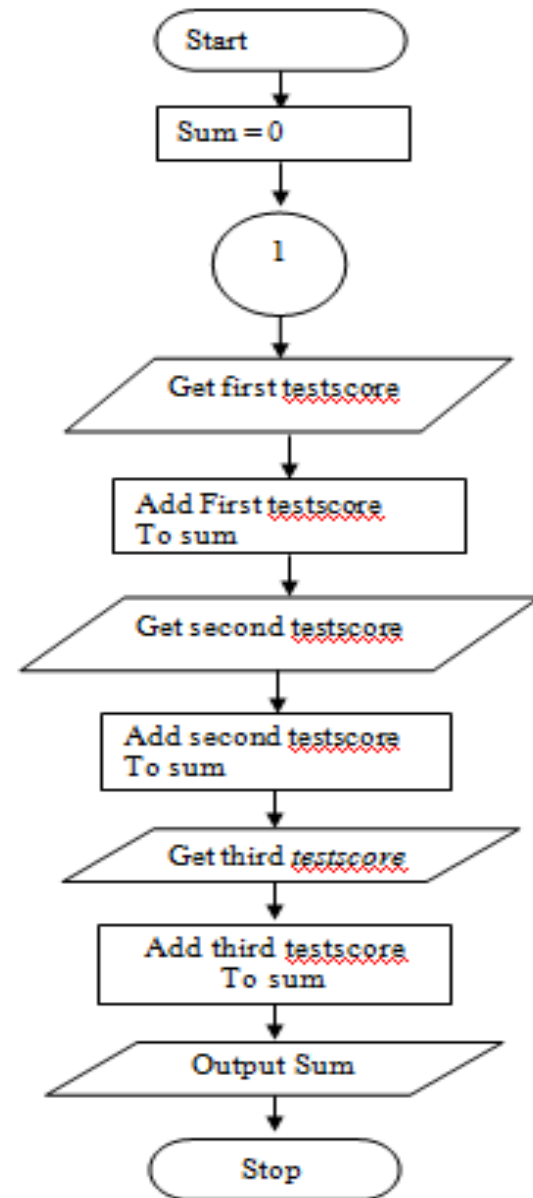 Start
Sum = 0
1
Get first testscore
Add First testscore
To sum
Get second testscore
Add second testscore
To sum
Get third testscore
Add third testscore
To sum
Output Sum
Stop